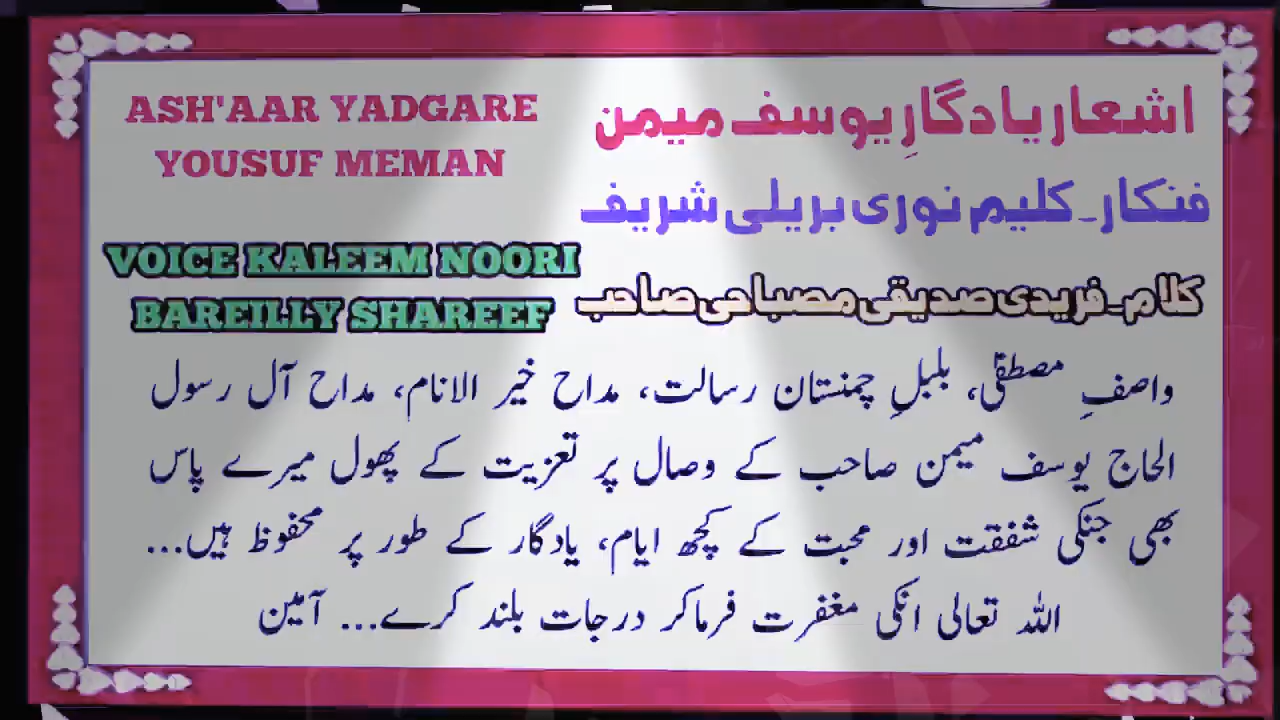 ASH'AAR YADGARE
YOUSUF MEMAN
اشعار یادگارِ یوسف میمن
فنکار۔ کلیم نوری بریلی شریف
VOICE KALEEM NOORI
BAREILLY SHAREEF
کلام۔ فریدی صدیقی مصباحی صاحب
واصفِ مصطفیٰ، بلبلِ چمنستان رسالت، مداح خیر الانام، مداح آل رسول
الحاج یوسف میمن صاحب کے وصال پر تعزیت کے پھول میرے پاس
بھی جنکی شفقت اور محبت کے کچھ ایام، یادگار کے طور پر محفوظ ہیں...
اللہ تعالی انکی مغفرت فرماکر درجات بلند کرے... آمین